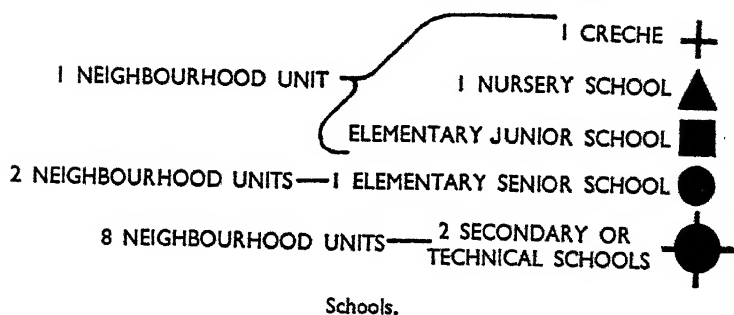 1 CRECHE
1 NEIGHBOURHOOD UNIT
1 NURSERY SCHOOL
ELEMENTARY JUNIOR SCHOOL
2 NEIGHBOURHOOD UNITS — 1 ELEMENTARY SENIOR SCHOOL
8 NEIGHBOURHOOD UNITS — 2 SECONDARY OR
TECHNICAL SCHOOLS
Schools.